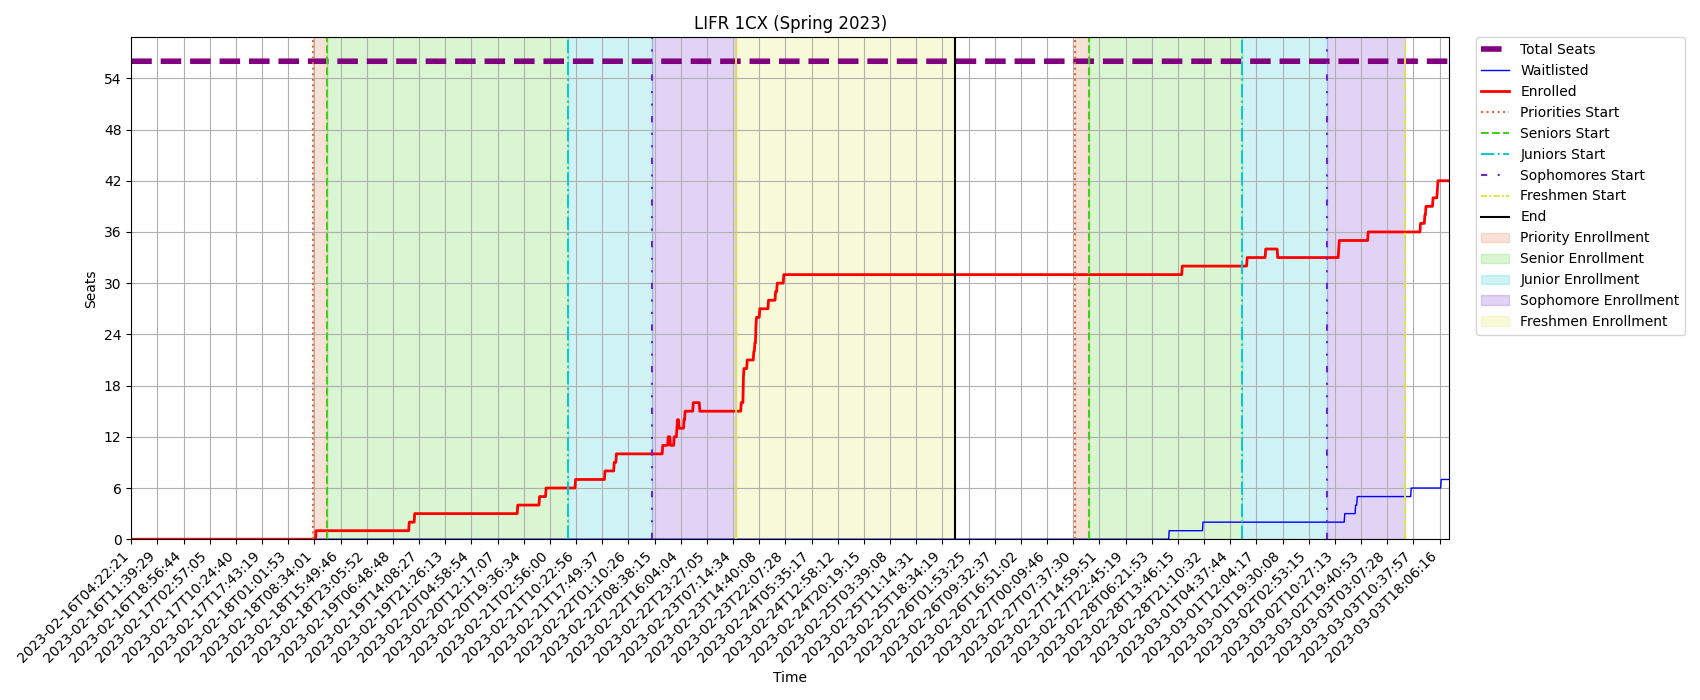 LIFR 1CX (Spring 2023)
Seats
54
48
42
36
30
24
18
12
6
0
2023-02-16T04:22:21
2023-02-16T11:39:29
2023-02-16T18:56:44
2023-02-17T02:57:05
2023-02-17T10:24:40
2023-02-17T17:43:19
2023-02-18T01:01:53
2023-02-18T08:34:01
2023-02-18T15:49:46
2023-02-18T23:05:52
2023-02-19T06:48:48
2023-02-19T14:08:27
2023-02-19T21:26:13
2023-02-20T04:58:54
2023-02-20T12:17:07
2023-02-20T19:36:34
2023-02-21T02:56:00
2023-02-21T10:22:56
2023-02-21T17:49:37
2023-02-22T01:10:26
2023-02-22T08:38:15
2023-02-22T16:04:04
2023-02-22T23:27:05
2023-02-23T07:14:34
2023-02-23T14:40:08
2023-02-23T22:07:28
2023-02-24T05:35:17
2023-02-24T12:58:12
2023-02-24T20:19:15
2023-02-25T03:39:08
2023-02-25T11:14:31
2023-02-25T18:34:19
2023-02-26T01:53:25
2023-02-26T09:32:37
2023-02-26T16:51:02
2023-02-27T00:09:46
2023-02-27T07:37:30
2023-02-27T14:59:51
2023-02-27T22:45:19
2023-02-28T06:21:53
2023-02-28T13:46:15
2023-02-28T21:10:32
2023-03-01T04:37:44
2023-03-01T12:04:17
2023-03-01T19:30:08
2023-03-02T02:53:15
2023-03-02T10:27:13
2023-03-02T19:40:53
2023-03-03T03:07:28
2023-03-03T10:37:57
2023-03-03T18:06:16
Time
Total Seats
Waitlisted
Enrolled
Priorities Start
Seniors Start
Juniors Start
Sophomores Start
Freshmen Start
End
Priority Enrollment
Senior Enrollment
Junior Enrollment
Sophomore Enrollment
Freshmen Enrollment